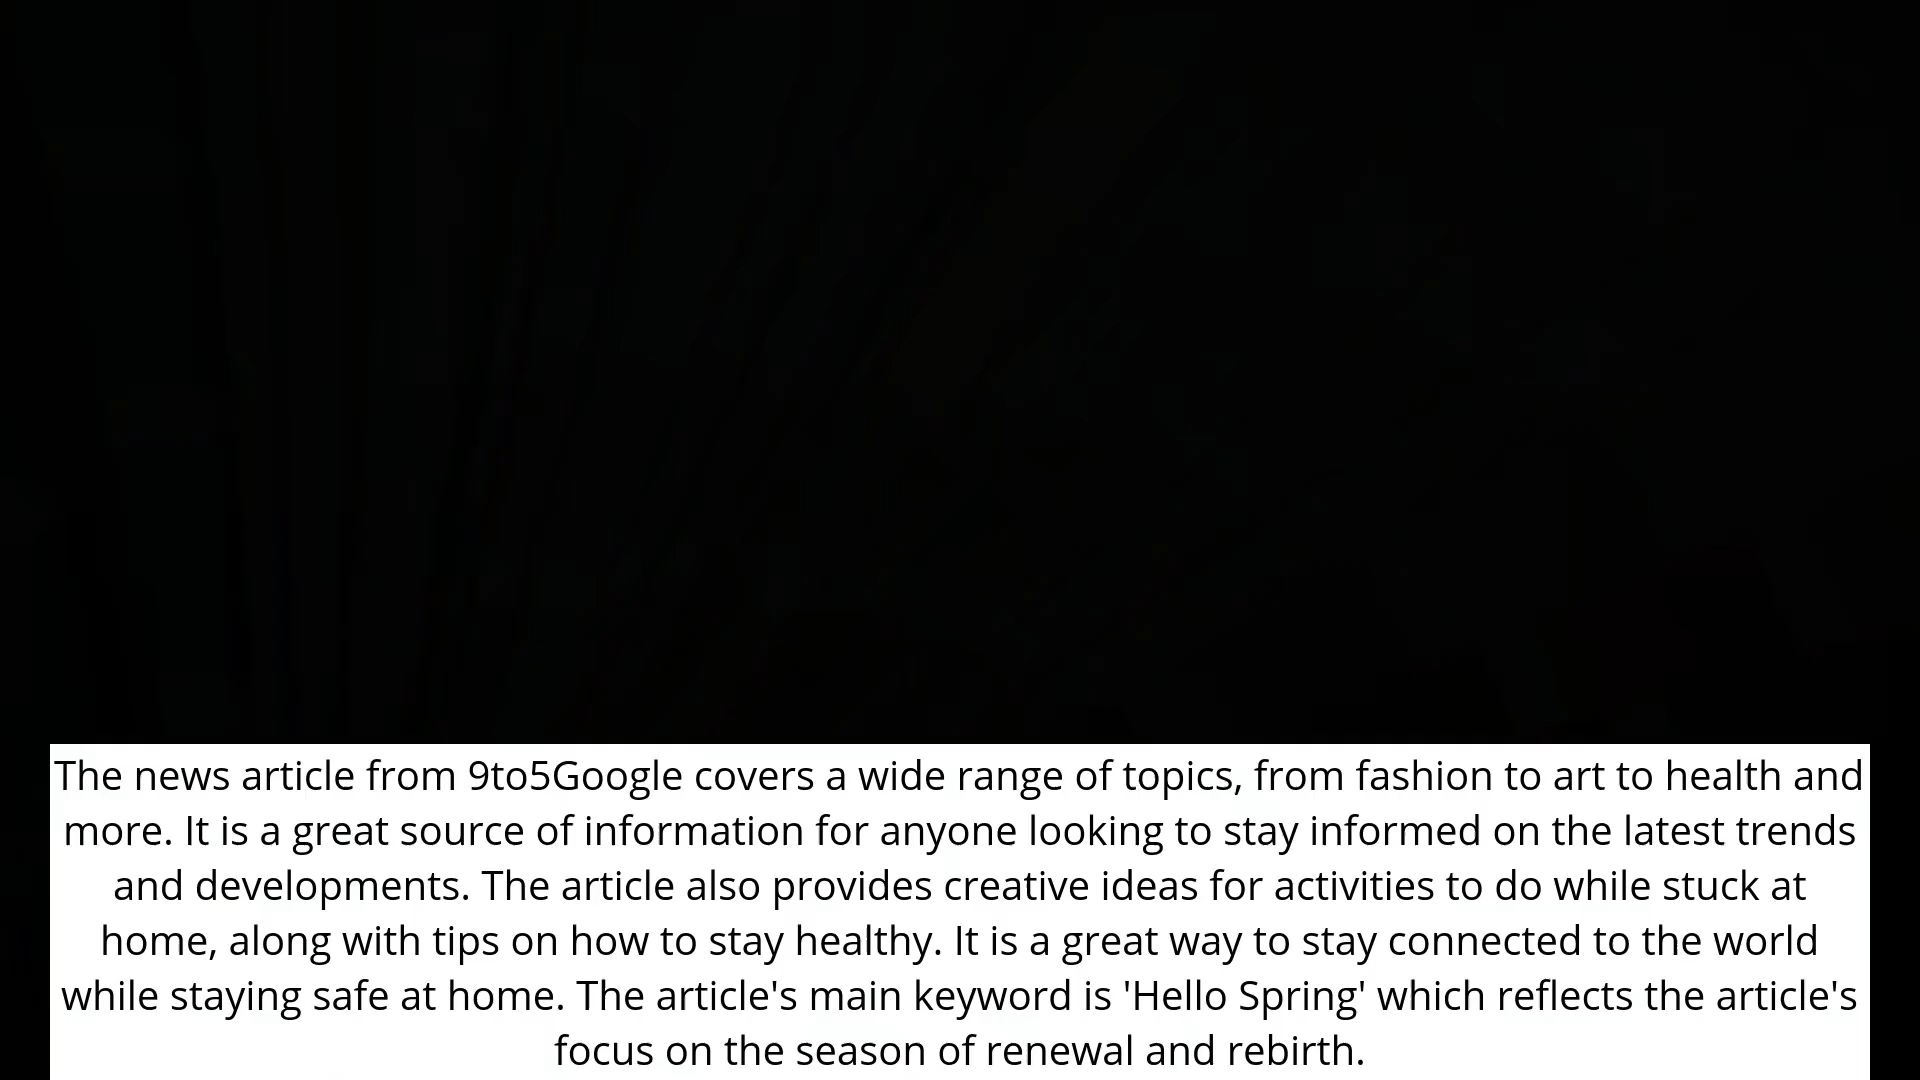 The news article from 9to5Google covers a wide range of topics, from fashion to art to health and
more. It is a great source of information for anyone looking to stay informed on the latest trends
and developments. The article also provides creative ideas for activities to do while stuck at
home, along with tips on how to stay healthy. It is a great way to stay connected to the world
while staying safe at home. The article's main keyword is 'Hello Spring' which reflects the article's
focus on the season of renewal and rebirth.